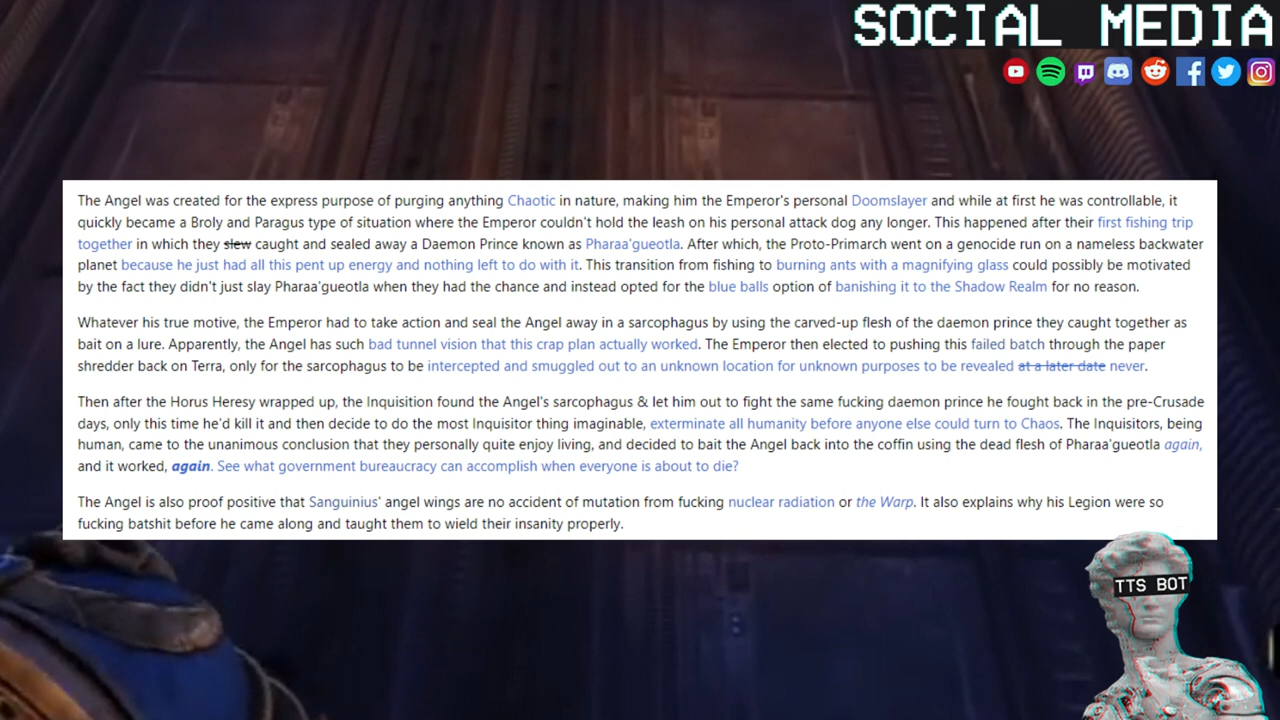 SOCIAL MEDIA
The Angel was created for the express purpose of purging anything Chaotic in nature, making him the Emperor's personal Doomslayer and while at first he was controllable, it
quickly became a Broly and Paragus type of situation where the Emperor couldn't hold the leash on his personal attack dog any longer. This happened after their first fishing trip
together in which they slew caught and sealed away a Daemon Prince known as Pharaa'gueotla. After which, the Proto-Primarch went on a genocide run on a nameless backwater
planet because he just had all this pent up energy and nothing left to do with it. This transition from fishing to burning ants with a magnifying glass could possibly be motivated
by the fact they didn't just slay Pharaa'gueotla when they had the chance and instead opted for the blue balls option of banishing it to the Shadow Realm for no reason.
Whatever his true motive, the Emperor had to take action and seal the Angel away in a sarcophagus by using the carved-up flesh of the daemon prince they caught together as
bait on a lure. Apparently, the Angel has such bad tunnel vision that this crap plan actually worked. The Emperor then elected to pushing this failed batch through the paper
shredder back on Terra, only for the sarcophagus to be intercepted and smuggled out to an unknown location for unknown purposes to be revealed at a later date never.
Then after the Horus Heresy wrapped up, the Inquisition found the Angel's sarcophagus & let him out to fight the same fucking daemon prince he fought back in the pre-Crusade
days, only this time he'd kill it and then decide to do the most Inquisitor thing imaginable, exterminate all humanity before anyone else could turn to Chaos. The Inquisitors, being
human, came to the unanimous conclusion that they personally quite enjoy living, and decided to bait the Angel back into the coffin using the dead flesh of Pharaa'gueotla again,
and it worked, again. See what government bureaucracy can accomplish when everyone is about to die?
The Angel is also proof positive that Sanguinius' angel wings are no accident of mutation from fucking nuclear radiation or the Warp. It also explains why his Legion were so
fucking batshit before he came along and taught them to wield their insanity properly.
TTS BOT